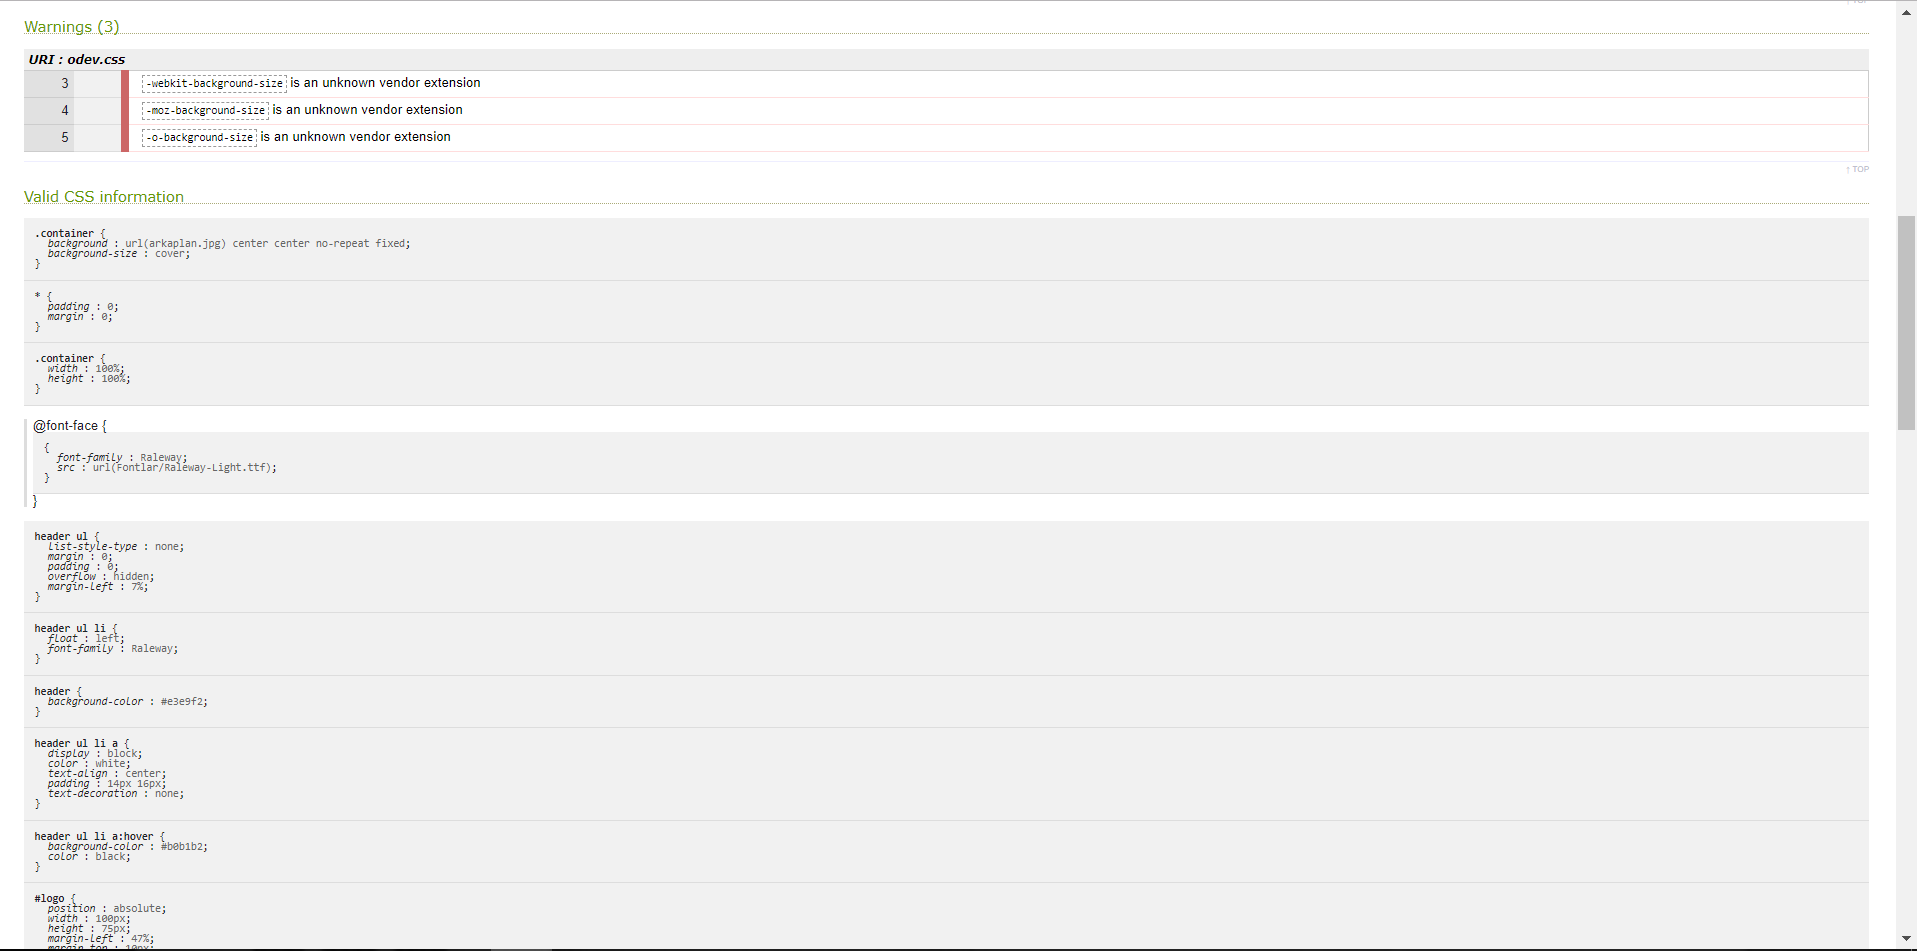 Warnings (3)
URI : odev.css
3 -webkit-background-size is an unknown vendor extension
4 -moz-background-size is an unknown vendor extension
5 -o-background-size is an unknown vendor extension
↑ TOP
Valid CSS information
.container {
background : url(arkaplan.jpg) center center no-repeat fixed;
background-size : cover;
}
* {
padding : 0;
margin : 0;
}
.container {
width : 100%;
height : 100%;
}
@font-face {
{
font-family : Raleway;
src : url(Fontlar/Raleway-Light.ttf);
}
}
header ul {
list-style-type : none;
margin : 0;
padding : 0;
overflow : hidden;
margin-left : 7%;
}
header ul li {
float : left;
font-family : Raleway;
}
header {
background-color : #e3e9f2;
}
header ul li a {
display : block;
color : white;
text-align : center;
padding : 14px 16px;
text-decoration : none;
}
header ul li a:hover {
background-color : #b0b1b2;
color : black;
}
#logo {
position : absolute;
width : 100px;
height : 75px;
margin-left : 47%;
margin-top : 10px;